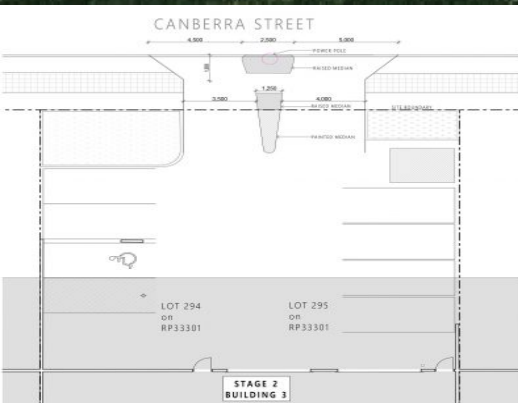 CANBERRA STREET
4,500 2,500 5,000
POWER POLE
RAISED MEDIAN
1,250
3,580 4,080
RAISED MEDIAN
SITE BOUNDARY
PAINTED MEDIAN
LOT 294
on
RP33301
LOT 295
on
RP33301
STAGE 2
BUILDING 3